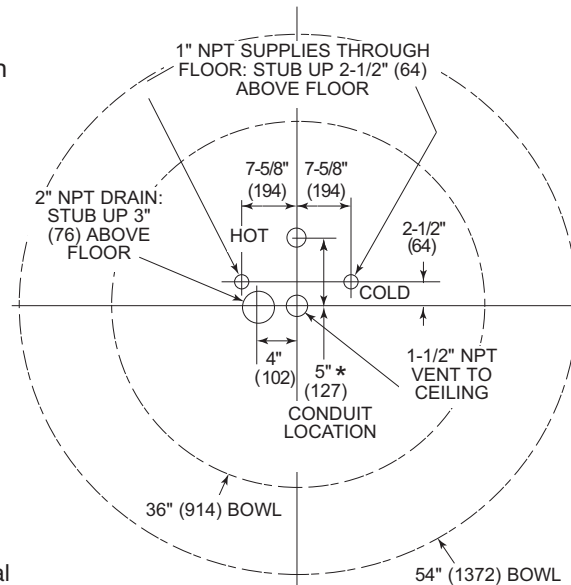 1" NPT SUPPLIES THROUGH
FLOOR: STUB UP 2-1/2" (64)
ABOVE FLOOR
7-5/8"
(194)
7-5/8"
(194)
2" NPT DRAIN:
STUB UP 3"
(76) ABOVE
FLOOR
HOT
2-1/2"
(64)
COLD
4"
(102)
5" *
(127)
CONDUIT
LOCATION
1-1/2" NPT
VENT TO
CEILING
36" (914) BOWL
54" (1372) BOWL